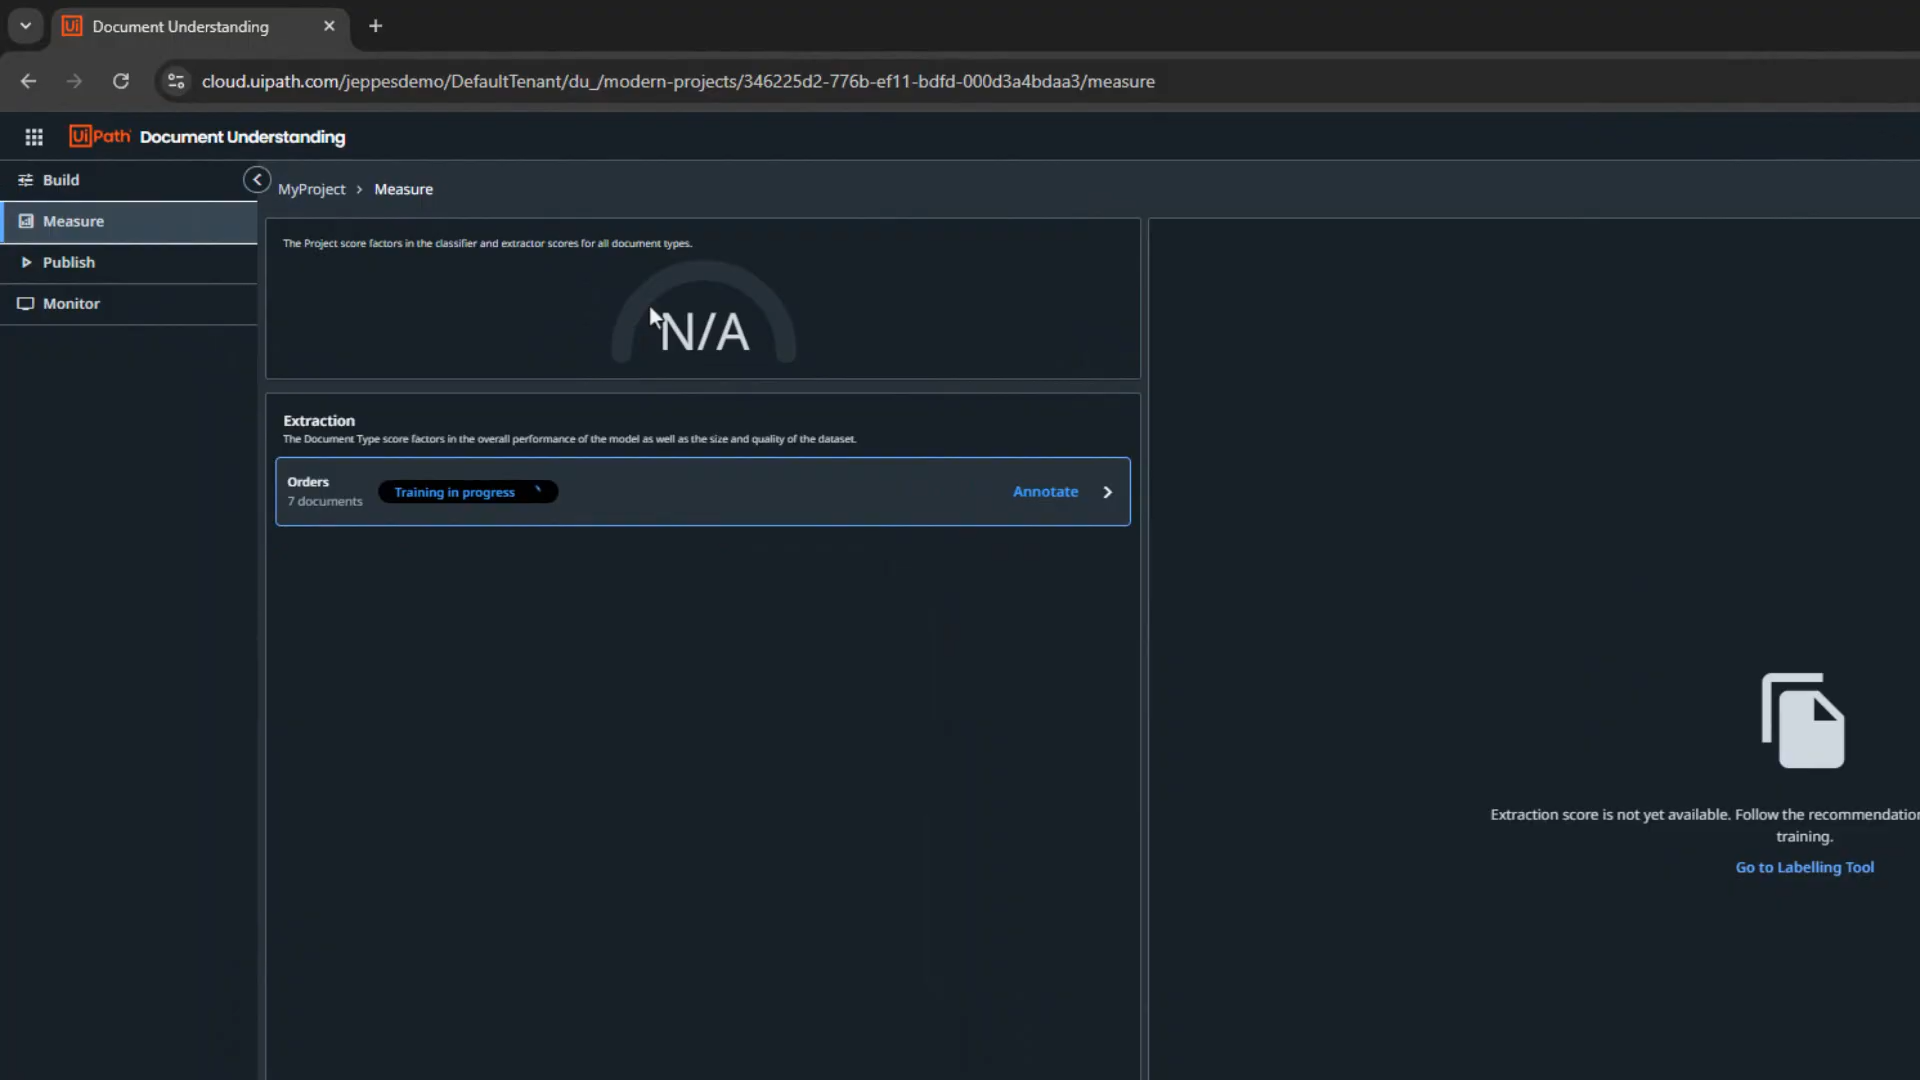 Document Understanding
cloud.uipath.com/jeppesdemo/DefaultTenant/du_/modern-projects/346225d2-776b-ef11-bdfd-000d3a4bdaa3/measure
UiPath Document Understanding
Build
MyProject > Measure
Measure
Publish
Monitor
The Project score factors in the classifier and extractor scores for all document types.
N/A
Extraction
The Document Type score factors in the overall performance of the model as well as the size and quality of the dataset.
Orders
7 documents
Training in progress
Annotate
Extraction score is not yet available. Follow the recommendation
training.
Go to Labelling Tool